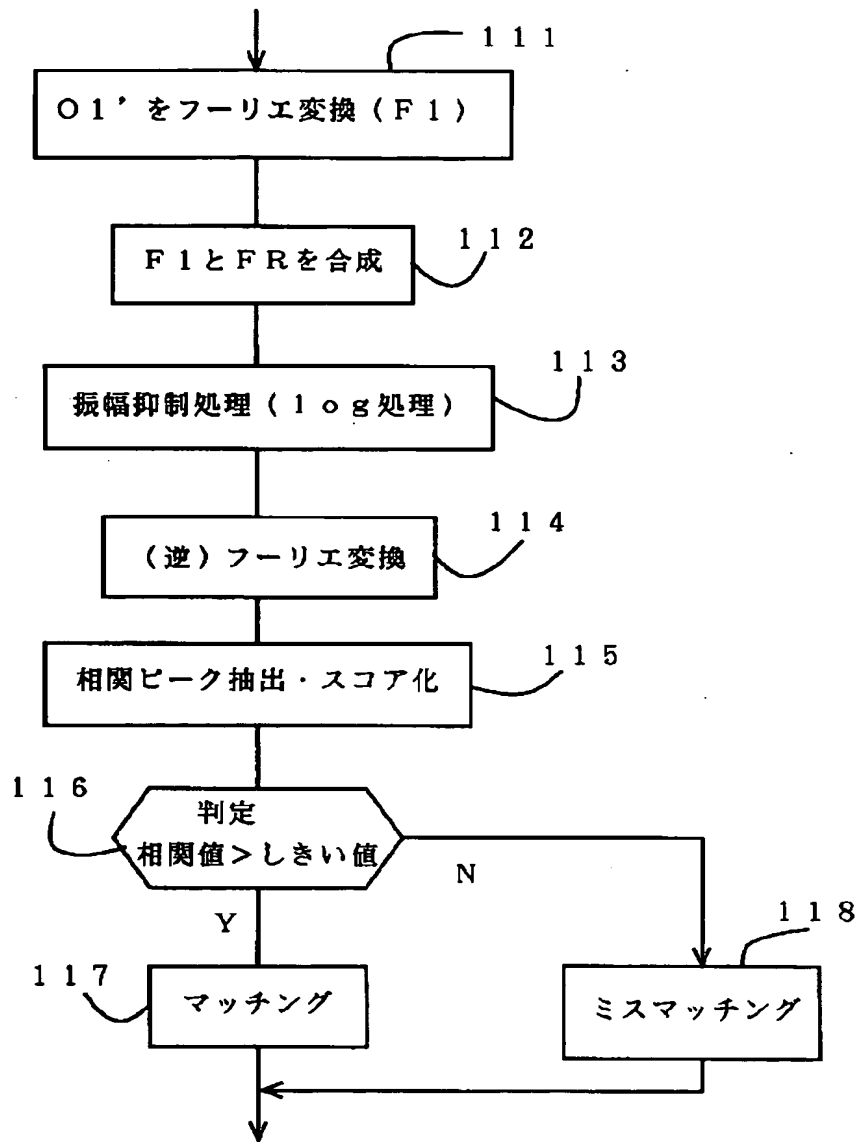 111
O1'をフーリエ変換(F1)
F1とFRを合成
112
振幅抑制処理(log処理)
113
(逆)フーリエ変換
114
相関ピーク抽出・スコア化
115
116
判定
相関値>しきい値
N
Y
117
マッチング
118
ミスマッチング